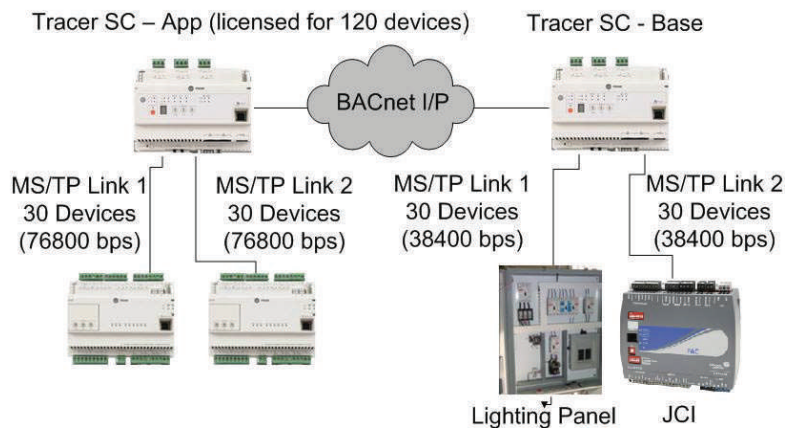 Tracer SC – App (licensed for 120 devices)
Tracer SC - Base
BACnet I/P
MS/TP Link 1
30 Devices
(76800 bps)
MS/TP Link 2
30 Devices
(76800 bps)
MS/TP Link 1
30 Devices
(38400 bps)
MS/TP Link 2
30 Devices
(38400 bps)
Lighting Panel
JCI